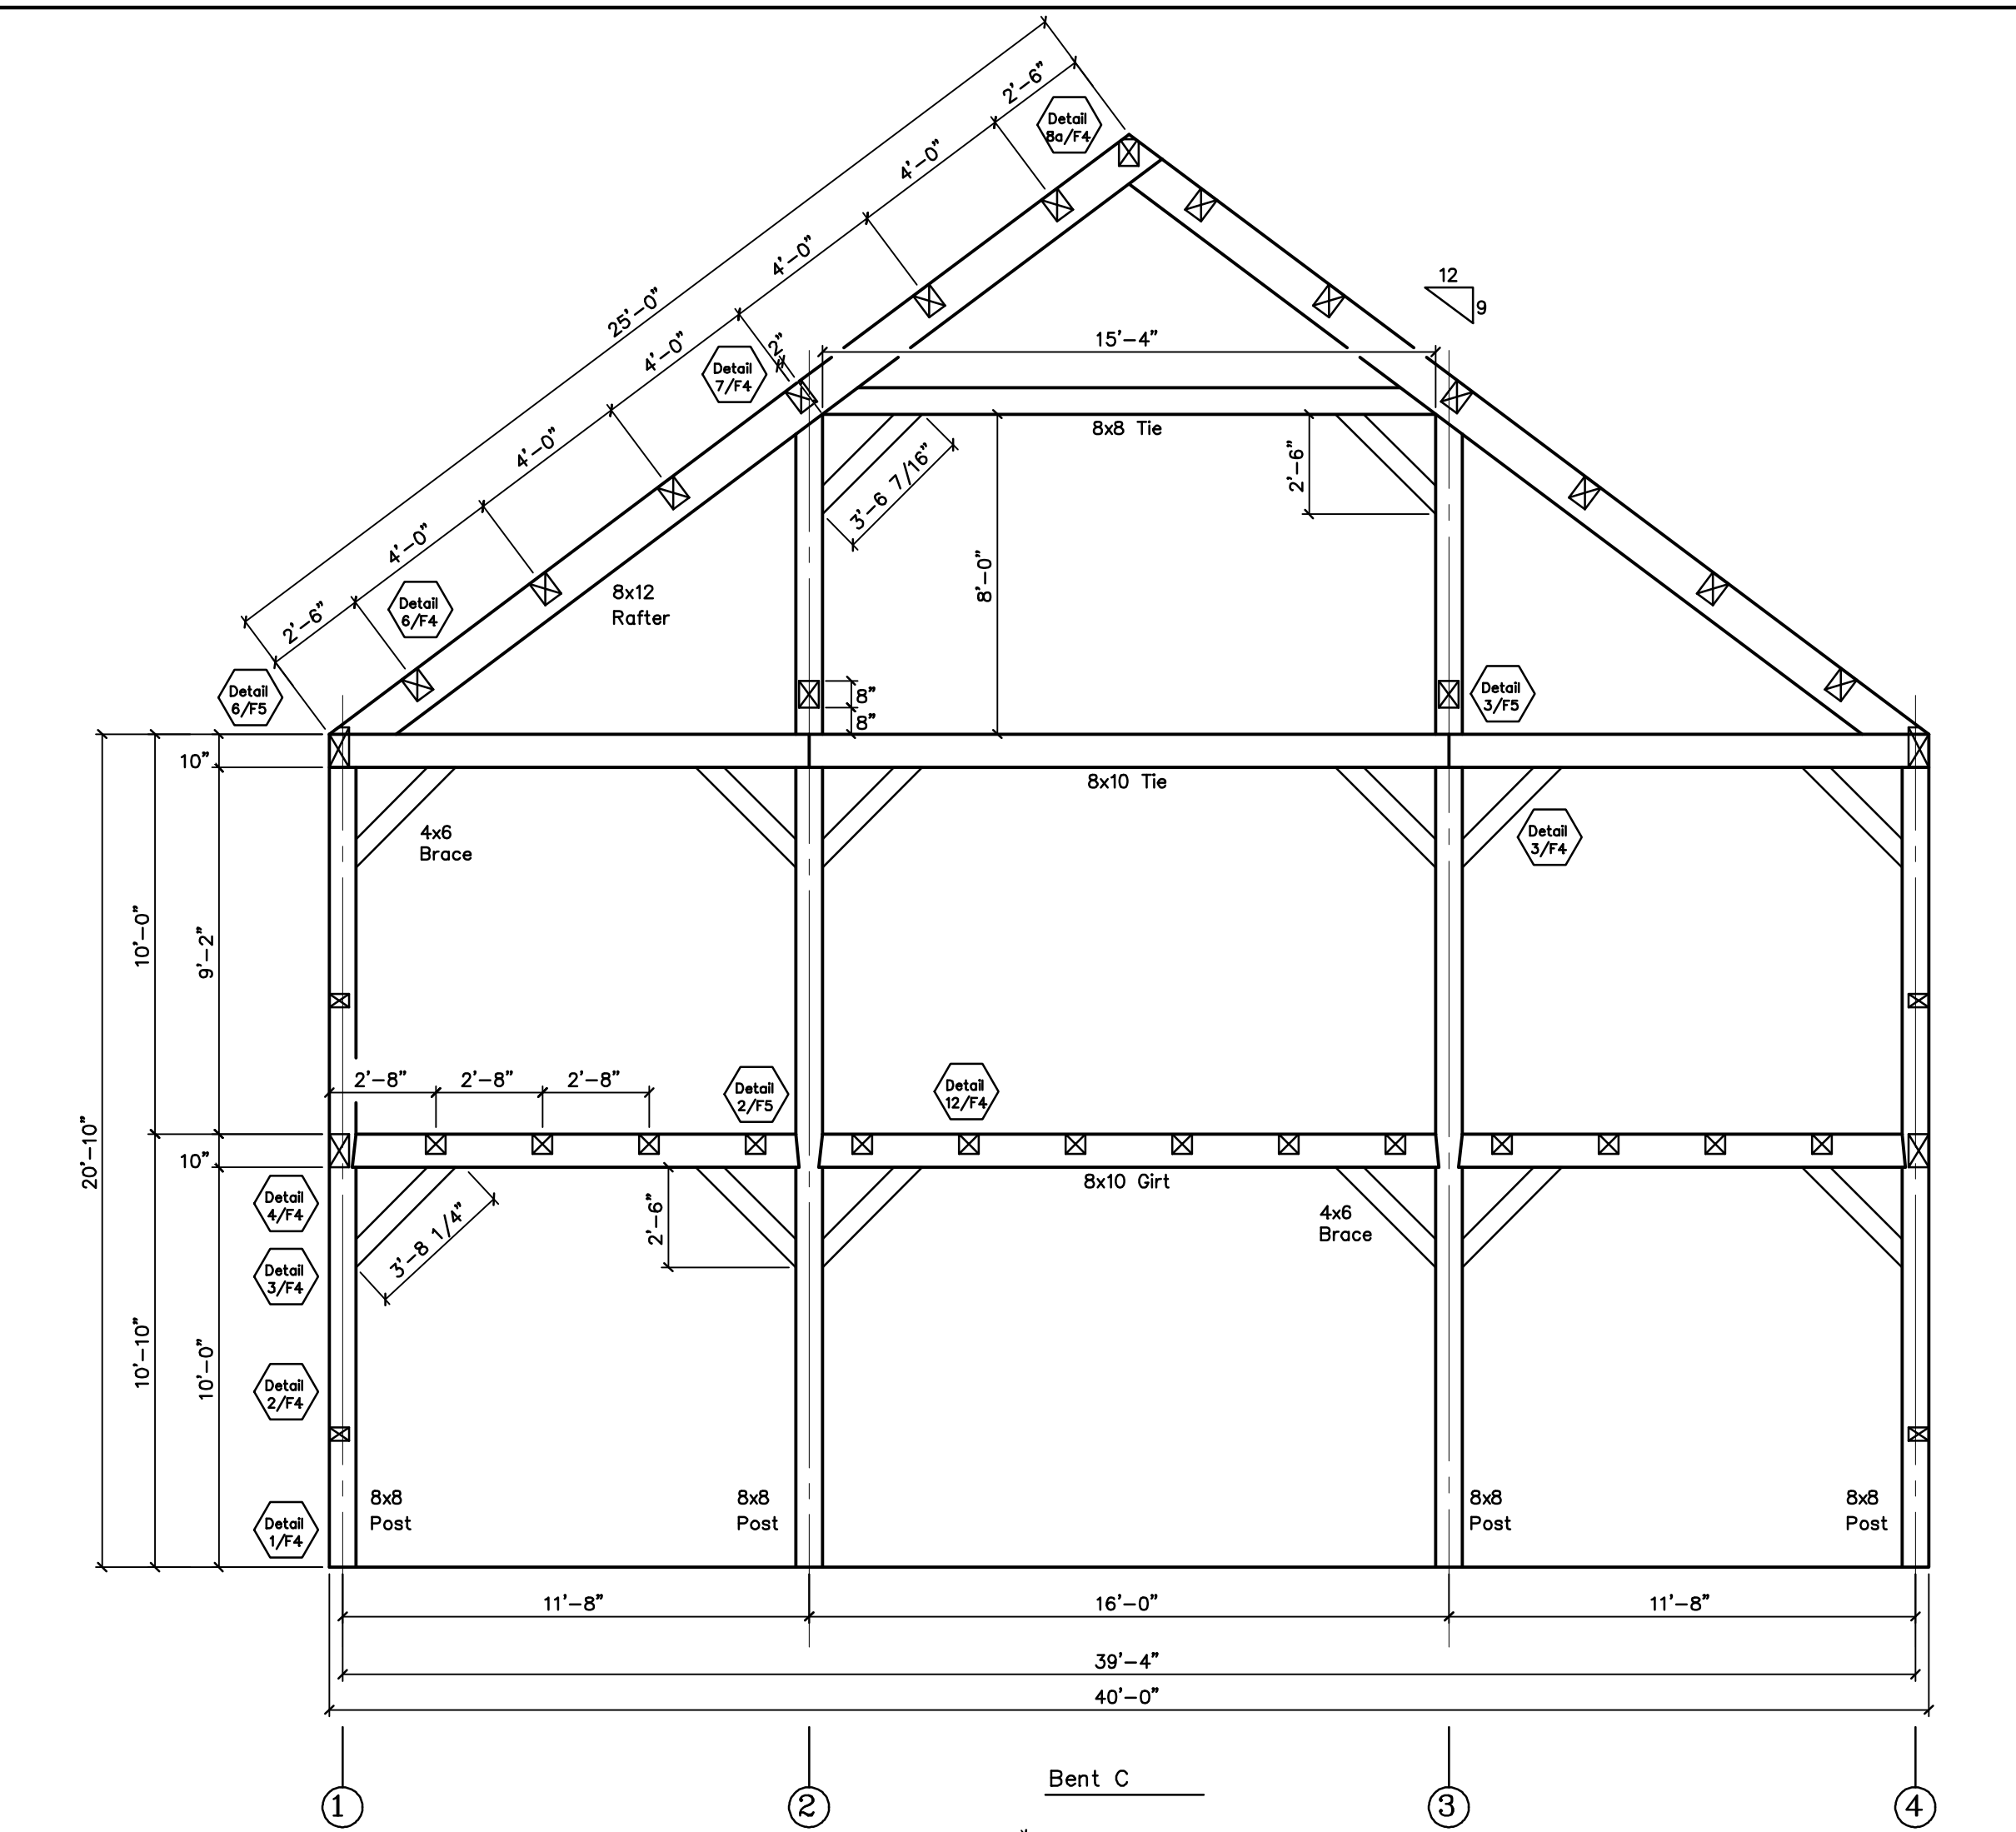 2'-6"
Detail
8a/F4
4'-0"
4'-0"
12
9
25'-0"
4'-0"
2"
15'-4"
Detail
7/F4
8x8 Tie
4'-0"
3'-6 7/16"
2'-6"
4'-0"
8'-0"
8x12
Rafter
Detail
6/F4
2'-6"
Detail
6/F5
8"
8"
Detail
3/F5
10"
8x10 Tie
4x6
Brace
Detail
3/F4
10'-0"
9'-2"
2'-8"
2'-8"
2'-8"
Detail
2/F5
Detail
12/F4
20'-10"
10"
8x10 Girt
Detail
4/F4
3'-8 1/4"
2'-6"
4x6
Brace
Detail
3/F4
10'-10"
10'-0"
Detail
2/F4
Detail
1/F4
8x8
Post
8x8
Post
8x8
Post
8x8
Post
11'-8"
16'-0"
11'-8"
39'-4"
40'-0"
Bent C
1
2
3
4